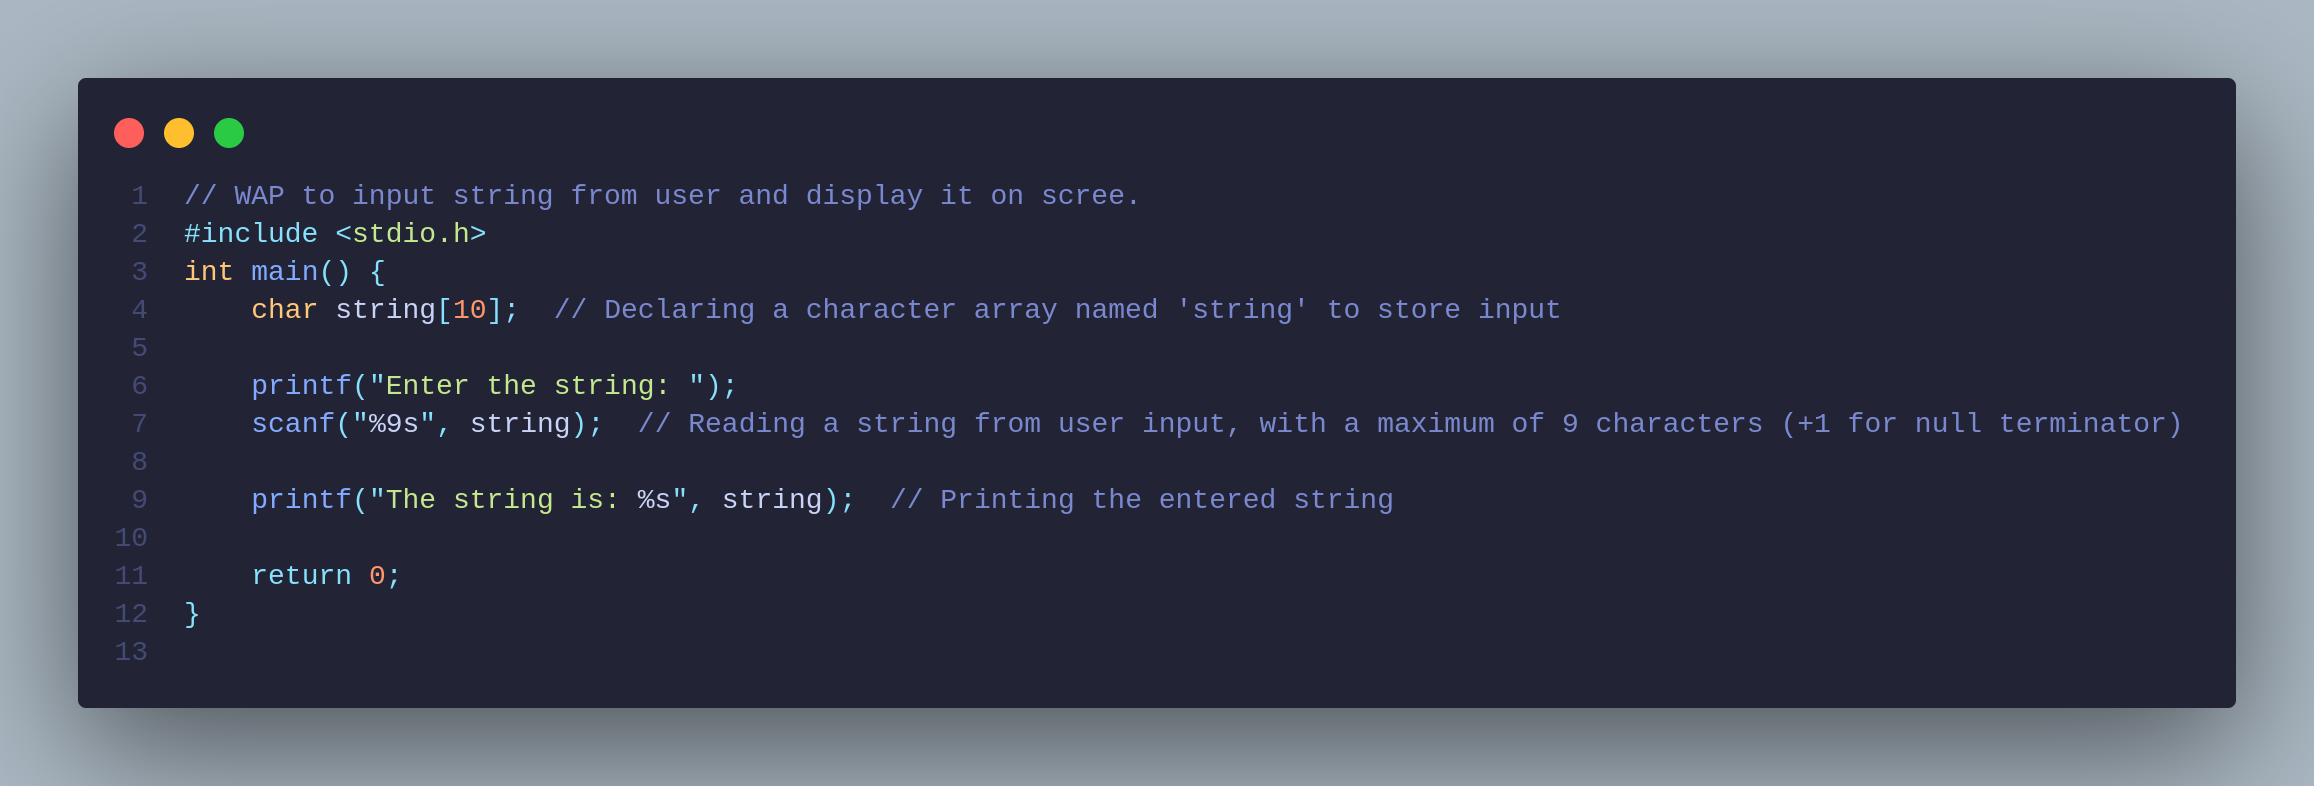 1 // WAP to input string from user and display it on scree.
2 #include <stdio.h>
3 int main() {
4     char string[10];  // Declaring a character array named 'string' to store input
5
6     printf("Enter the string: ");
7     scanf("%9s", string);  // Reading a string from user input, with a maximum of 9 characters (+1 for null terminator)
8
9     printf("The string is: %s", string);  // Printing the entered string
10
11     return 0;
12 }
13